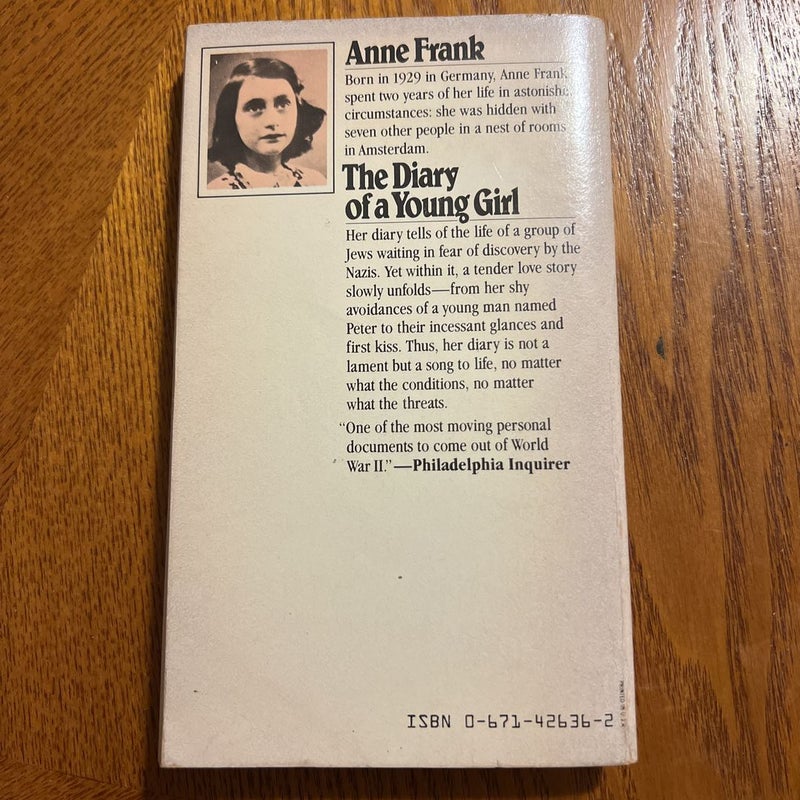 Anne Frank
Born in 1929 in Germany, Anne Frank
spent two years of her life in
circumstances: she was hidden with
seven other people in a nest of rooms
in Amsterdam.
The Diary
of a Young Girl
Her diary tells of the life of a group of
Jews waiting in fear of discovery by the
Nazis. Yet within it, a tender love story
slowly unfolds—from her shy
avoidances of a young man named
Peter to their incessant glances and
first kiss. Thus, her diary is not a
lament but a song to life, no matter
what the conditions, no matter
what the threats.
“One of the most moving personal
documents to come out of World
War II.”—Philadelphia Inquirer
PRINTED IN U.S.A.
ISBN 0-671-42636-2